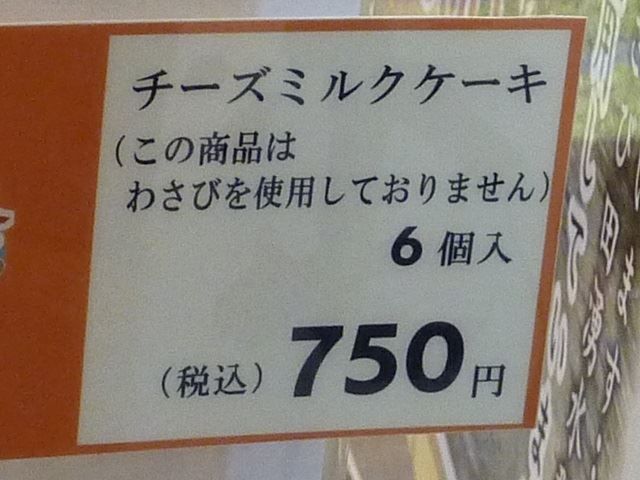 チーズミルクケーキ
(この商品は
わさびを使用しておりません)
6個入
(税込) 750円